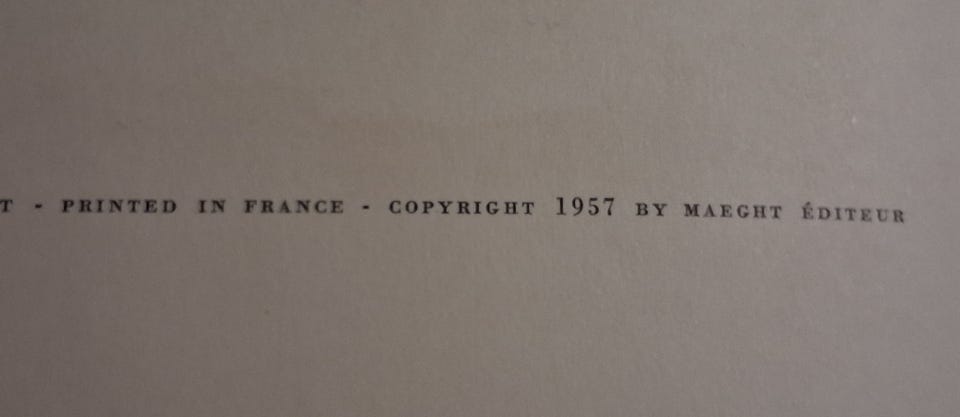 T - PRINTED IN FRANCE - COPYRIGHT 1957 BY MAEGHT ÉDITEUR